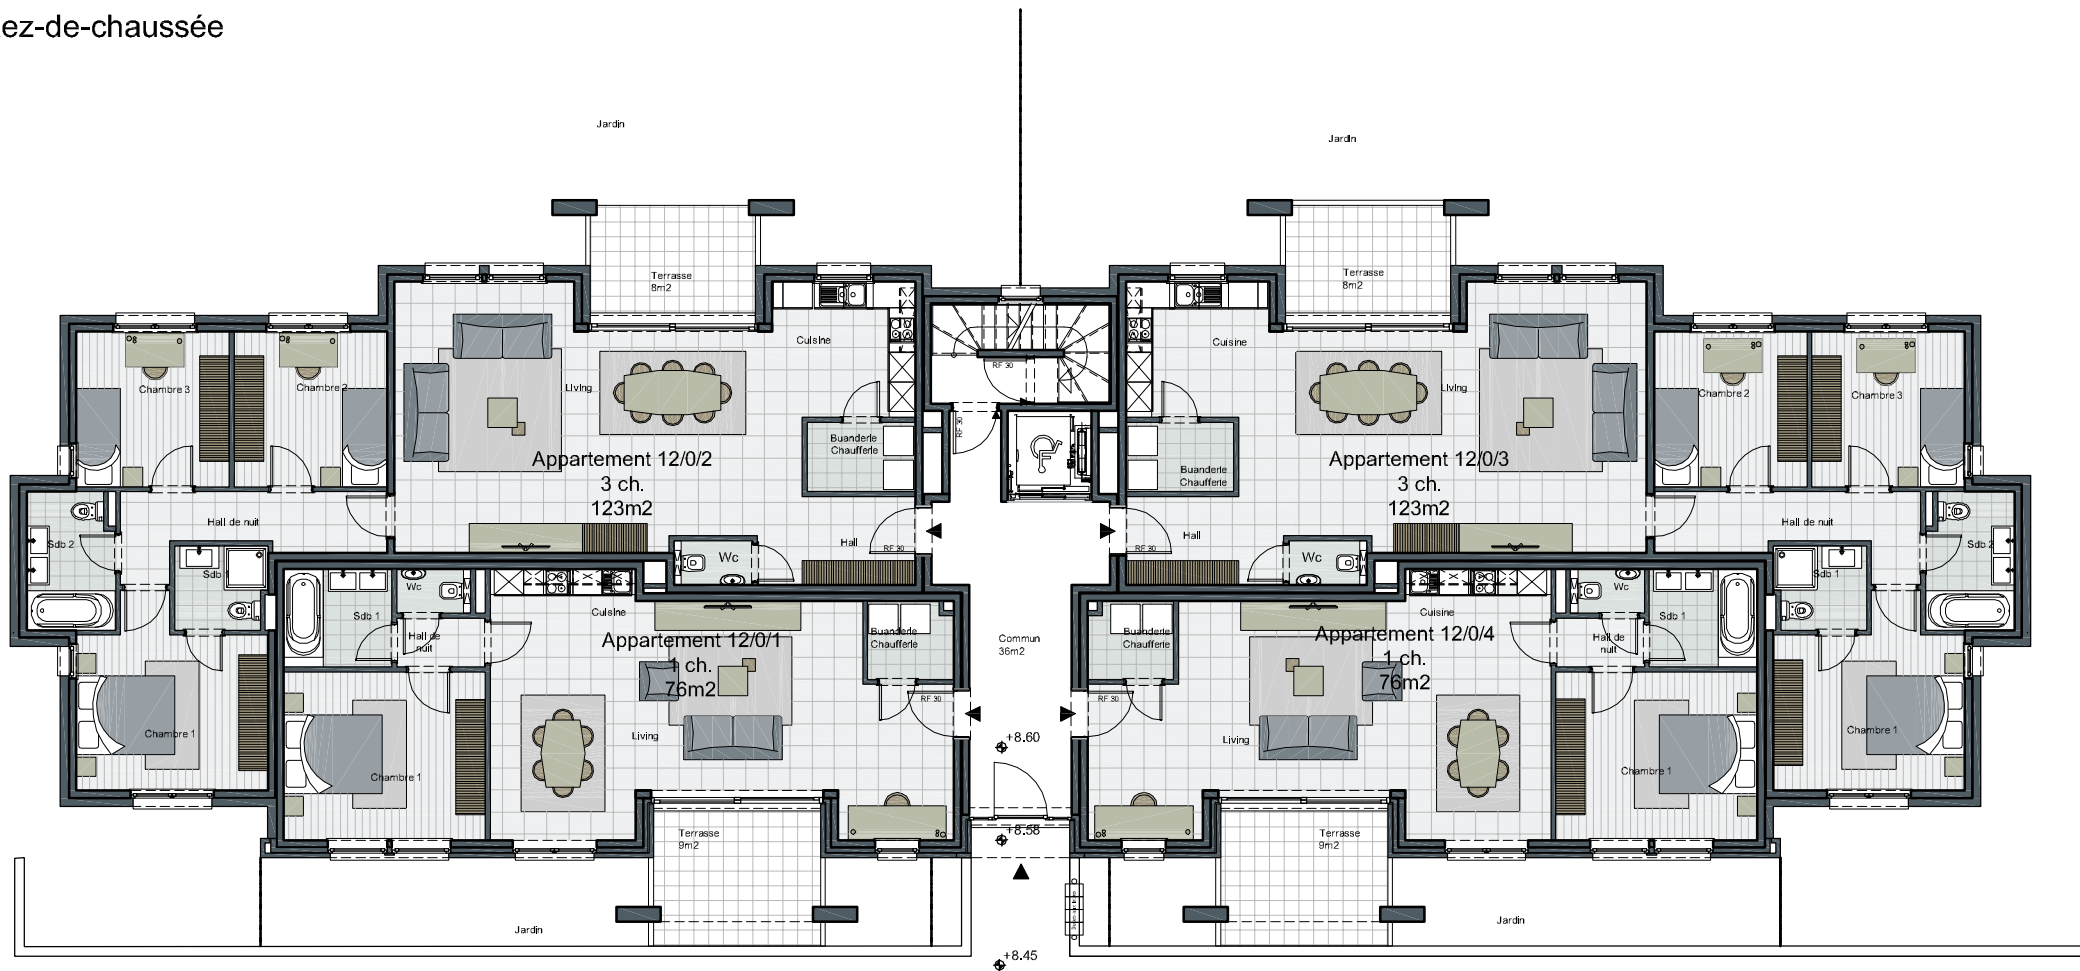 ez-de-chaussée
Jardin
Jardin
Terrasse
8m2
Terrasse
8m2
Cuisine
Cuisine
RF 30
RF 30
Chambre 3
Chambre 2
Living
Living
Chambre 2
Chambre 3
Buanderie
Chaufferie
Buanderie
Chaufferie
Appartement 12/0/2
3 ch.
123m2
Appartement 12/0/3
3 ch.
123m2
Hall de nuit
Hall de nuit
Sdb 2
Hall
RF 30
RF 30
Hall
Sdb 2
Wc
Wc
Sdb 1
Sdb 1
Wc
Wc
Sdb 1
Sdb 1
Cuisine
Cuisine
Hall de
nuit
Hall de
nuit
Appartement 12/0/1
1 ch.
76m2
Appartement 12/0/4
1 ch.
76m2
Buanderie
Chaufferie
Buanderie
Chaufferie
Commun
36m2
RF 30
RF 30
Chambre 1
Chambre 1
Living
Living
+8.60
Chambre 1
Chambre 1
+8.58
Terrasse
9m2
Terrasse
9m2
Jardin
Jardin
+8.45